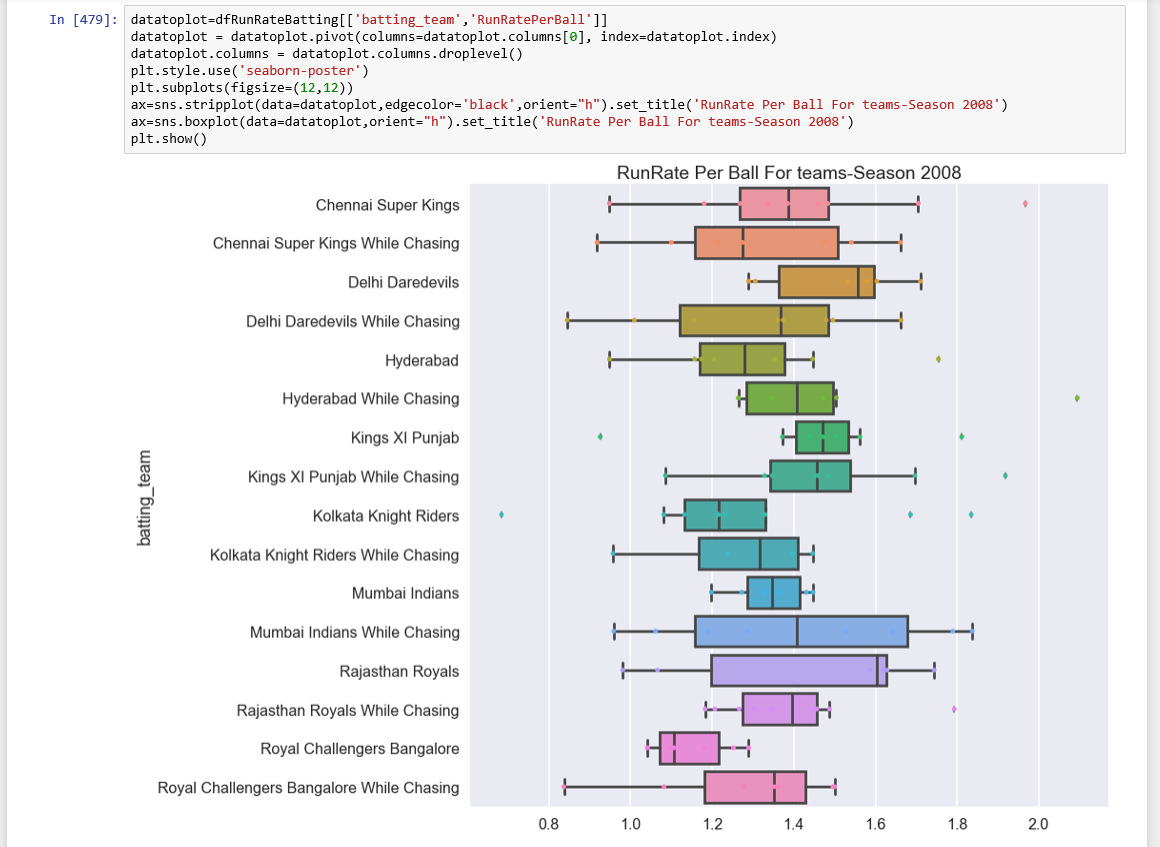 In [479]: datatoplot=dfRunRateBatting[['batting_team','RunRatePerBall']]
datatoplot = datatoplot.pivot(columns=datatoplot.columns[0], index=datatoplot.index)
datatoplot.columns = datatoplot.columns.droplevel()
plt.style.use('seaborn-poster')
plt.subplots(figsize=(12,12))
ax=sns.stripplot(data=datatoplot,edgecolor='black',orient="h").set_title('RunRate Per Ball For teams-Season 2008')
ax=sns.boxplot(data=datatoplot,orient="h").set_title('RunRate Per Ball For teams-Season 2008')
plt.show()
RunRate Per Ball For teams-Season 2008
batting_team
Chennai Super Kings
Chennai Super Kings While Chasing
Delhi Daredevils
Delhi Daredevils While Chasing
Hyderabad
Hyderabad While Chasing
Kings XI Punjab
Kings XI Punjab While Chasing
Kolkata Knight Riders
Kolkata Knight Riders While Chasing
Mumbai Indians
Mumbai Indians While Chasing
Rajasthan Royals
Rajasthan Royals While Chasing
Royal Challengers Bangalore
Royal Challengers Bangalore While Chasing
0.8 1.0 1.2 1.4 1.6 1.8 2.0